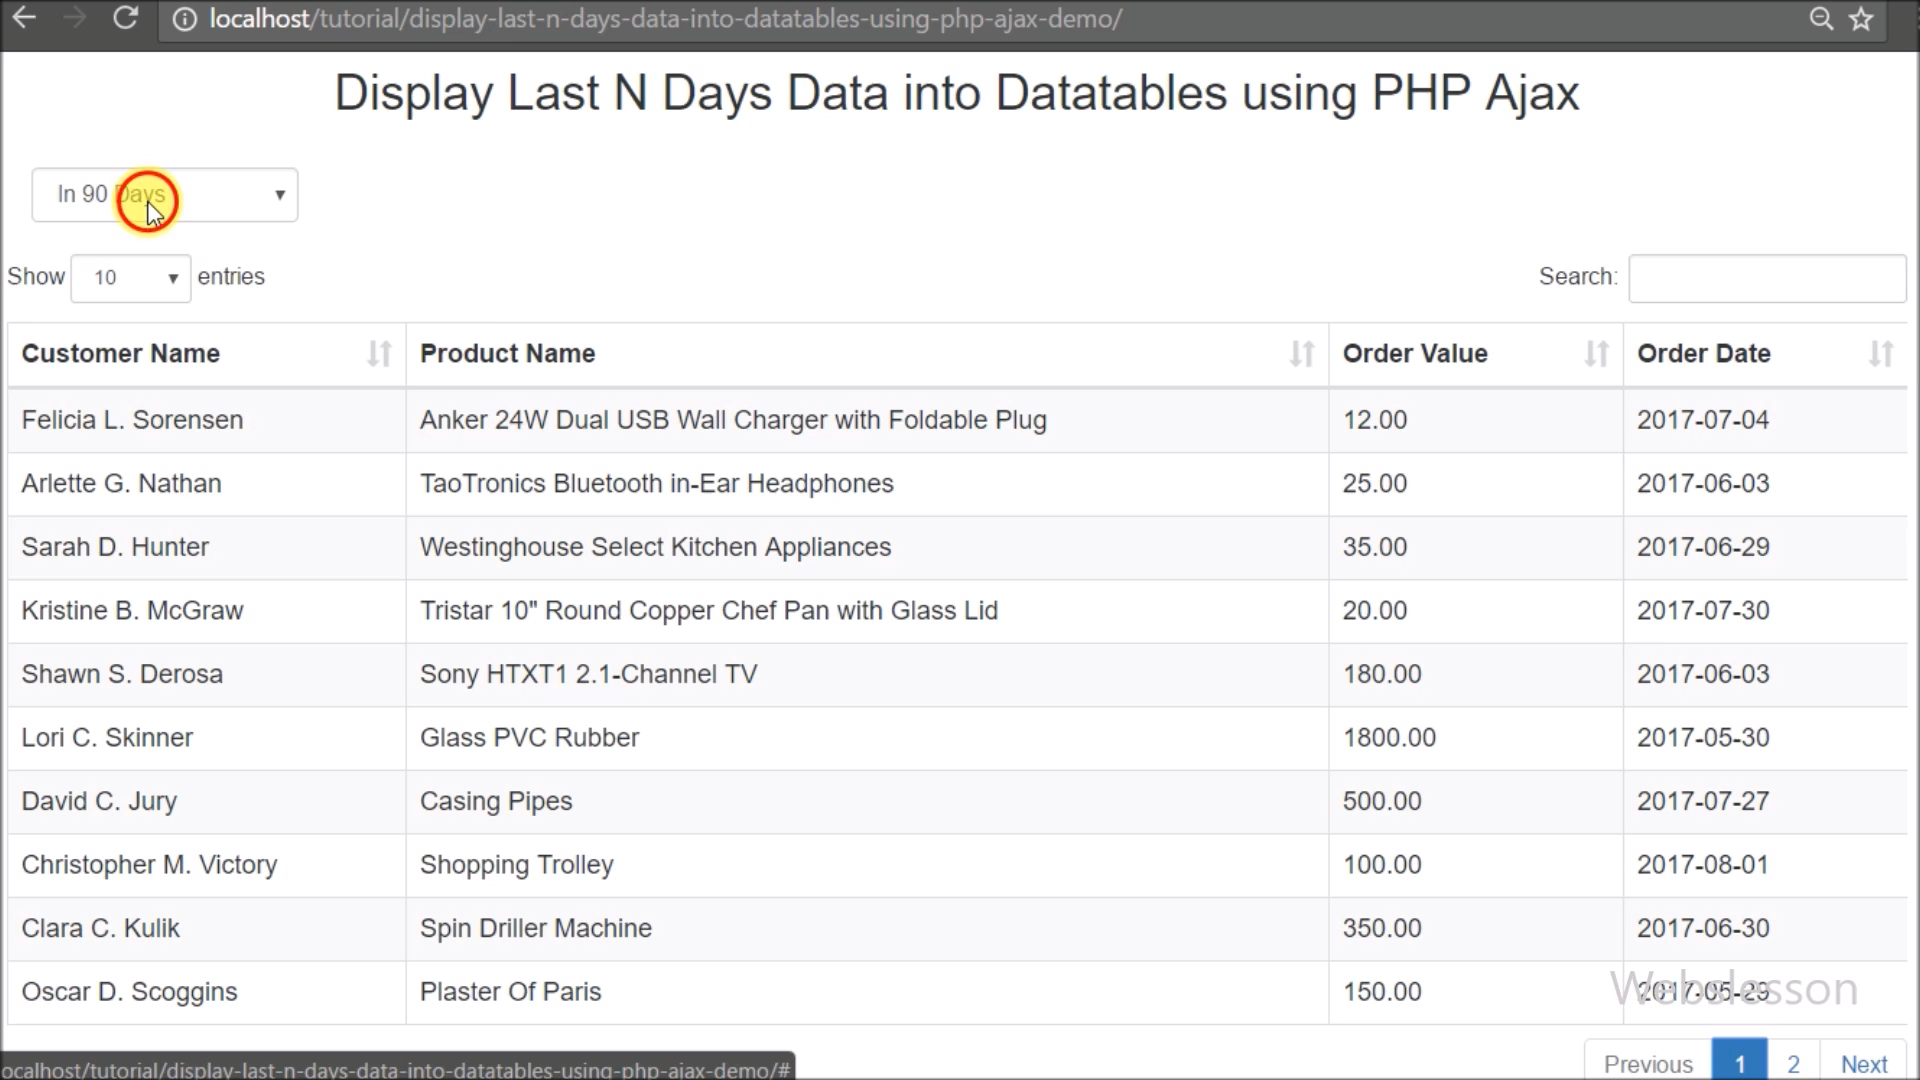 localhost/tutorial/display-last-n-days-data-into-datatables-using-php-ajax-demo/
Display Last N Days Data into Datatables using PHP Ajax
In 90 Days
Show 10 entries Search:
Customer Name Product Name Order Value Order Date
Felicia L. Sorensen Anker 24W Dual USB Wall Charger with Foldable Plug 12.00 2017-07-04
Arlette G. Nathan TaoTronics Bluetooth in-Ear Headphones 25.00 2017-06-03
Sarah D. Hunter Westinghouse Select Kitchen Appliances 35.00 2017-06-29
Kristine B. McGraw Tristar 10" Round Copper Chef Pan with Glass Lid 20.00 2017-07-30
Shawn S. Derosa Sony HTXT1 2.1-Channel TV 180.00 2017-06-03
Lori C. Skinner Glass PVC Rubber 1800.00 2017-05-30
David C. Jury Casing Pipes 500.00 2017-07-27
Christopher M. Victory Shopping Trolley 100.00 2017-08-01
Clara C. Kulik Spin Driller Machine 350.00 2017-06-30
Oscar D. Scoggins Plaster Of Paris 150.00 2017-05-29
Webslesson
Previous 1 2 Next
ocalhost/tutorial/display-last-n-days-data-into-datatables-using-php-ajax-demo/#